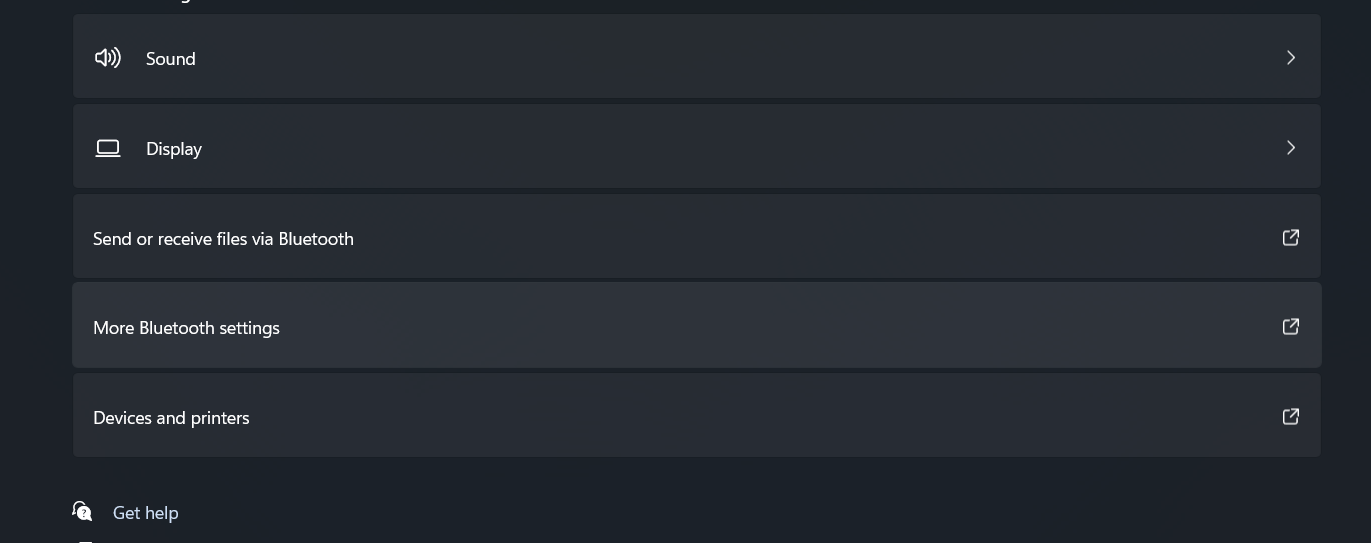 Sound
Display
Send or receive files via Bluetooth
More Bluetooth settings
Devices and printers
Get help